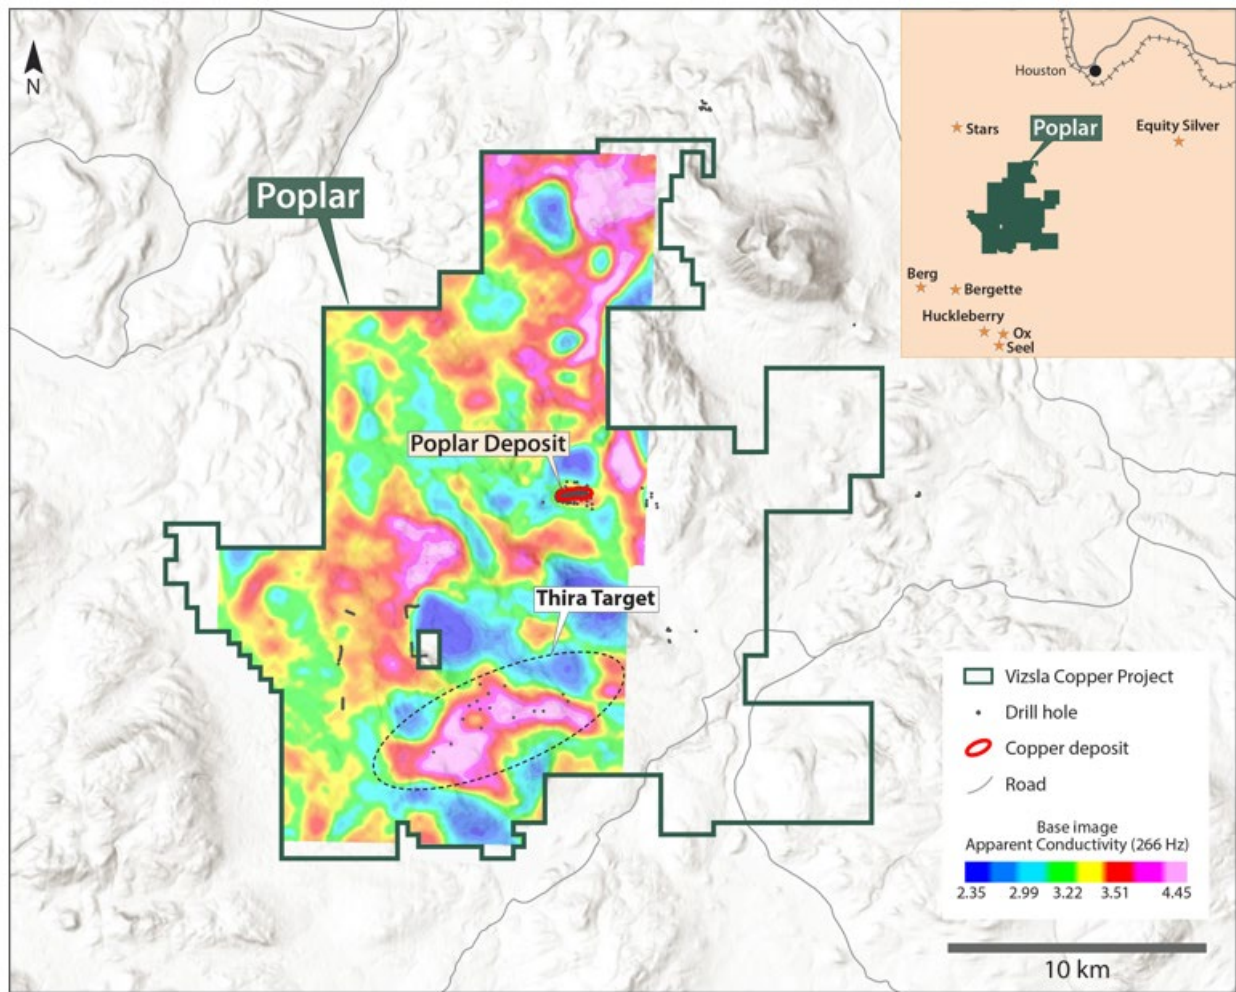 N
Poplar
Poplar Deposit
Thira Target
Houston
Stars
Poplar
Equity Silver
Berg
Bergette
Huckleberry
Ox
Seel
Vizsla Copper Project
Drill hole
Copper deposit
Road
Base image
Apparent Conductivity (266 Hz)
2.35 2.99 3.22 3.51 4.45
10 km